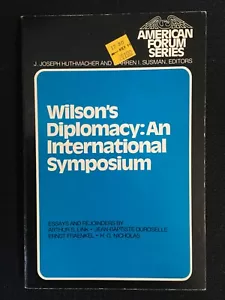 AMERICAN
FORUM
SERIES
J. JOSEPH HUTHMACHER AND WARREN I. SUSMAN, EDITORS
Wilson's
Diplomacy: An
International
Symposium
ESSAYS AND REJOINDERS BY
ARTHUR S. LINK • JEAN-BAPTISTE DUROSELLE
ERNST FRAENKEL • H. G. NICHOLAS